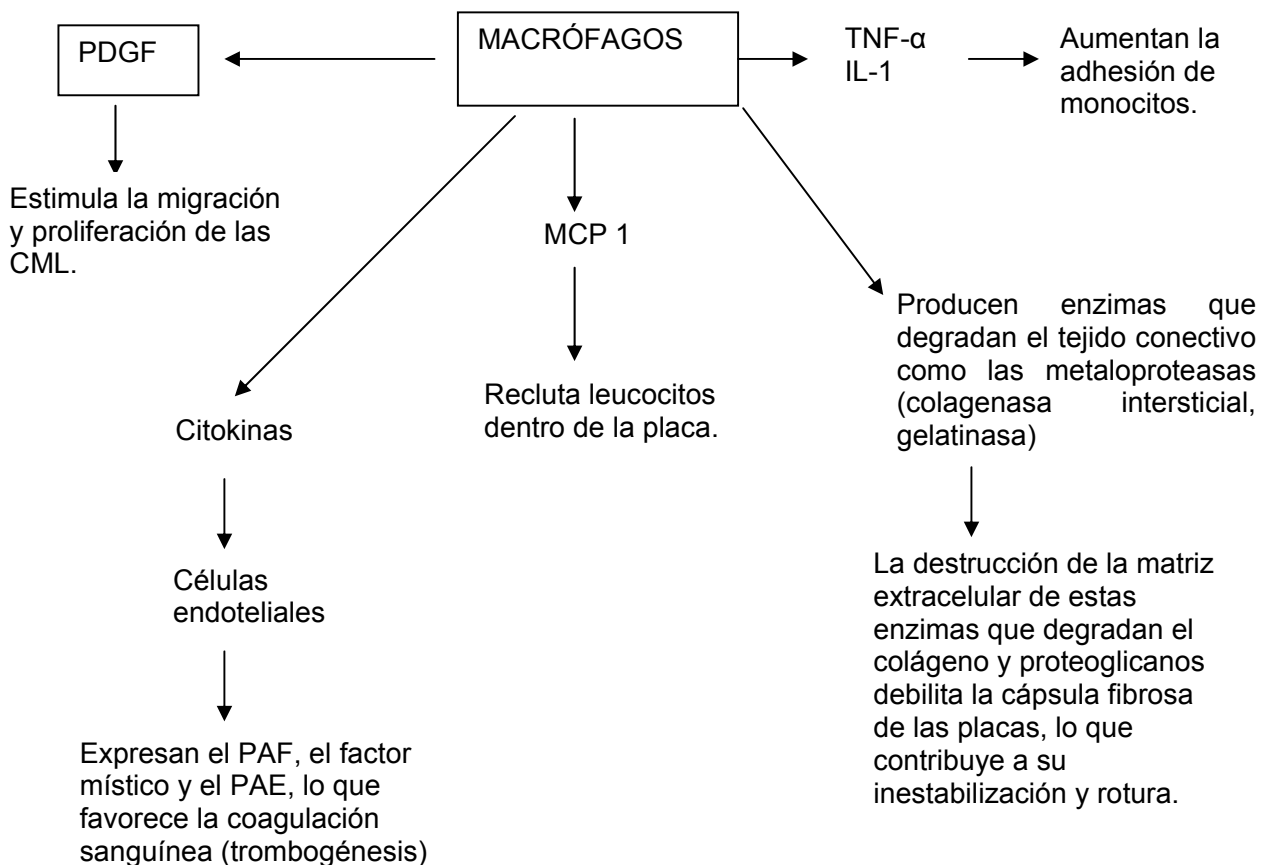 PDGF
MACRÓFAGOS
TNF-α
IL-1
Aumentan la
adhesión de
monocitos.
Estimula la migración
y proliferación de las
CML.
MCP 1
Producen enzimas que
degradan el tejido conectivo
como las metaloproteasas
(colagenasa intersticial,
gelatinasa)
Recluta leucocitos
dentro de la placa.
Citokinas
Células
endoteliales
La destrucción de la matriz
extracelular de estas
enzimas que degradan el
colágeno y proteoglicanos
debilita la cápsula fibrosa
de las placas, lo que
contribuye a su
inestabilización y rotura.
Expresan el PAF, el factor
místico y el PAE, lo que
favorece la coagulación
sanguínea (trombogénesis)